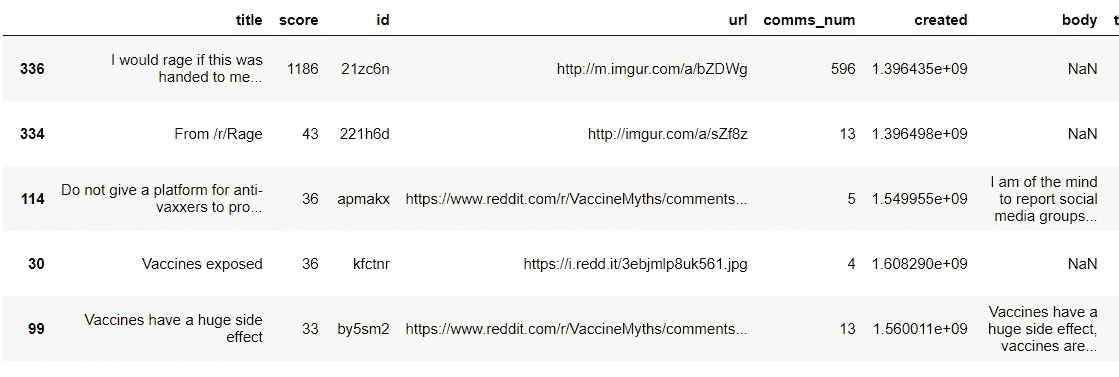 title score id url comms_num created body t
336 I would rage if this was handed to me... 1186 21zc6n http://m.imgur.com/a/bZDWg 596 1.396435e+09 NaN
334 From /r/Rage 43 221h6d http://imgur.com/a/sZf8z 13 1.396498e+09 NaN
114 Do not give a platform for anti-vaxxers to pro... 36 apmakx https://www.reddit.com/r/VaccineMyths/comments... 5 1.549955e+09 I am of the mind to report social media groups...
30 Vaccines exposed 36 kfctnr https://i.redd.it/3ebjmlp8uk561.jpg 4 1.608290e+09 NaN
99 Vaccines have a huge side effect 33 by5sm2 https://www.reddit.com/r/VaccineMyths/comments... 13 1.560011e+09 Vaccines have a huge side effect, vaccines are...